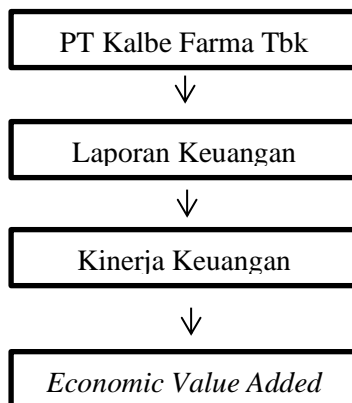 PT Kalbe Farma Tbk
Laporan Keuangan
Kinerja Keuangan
Economic Value Added